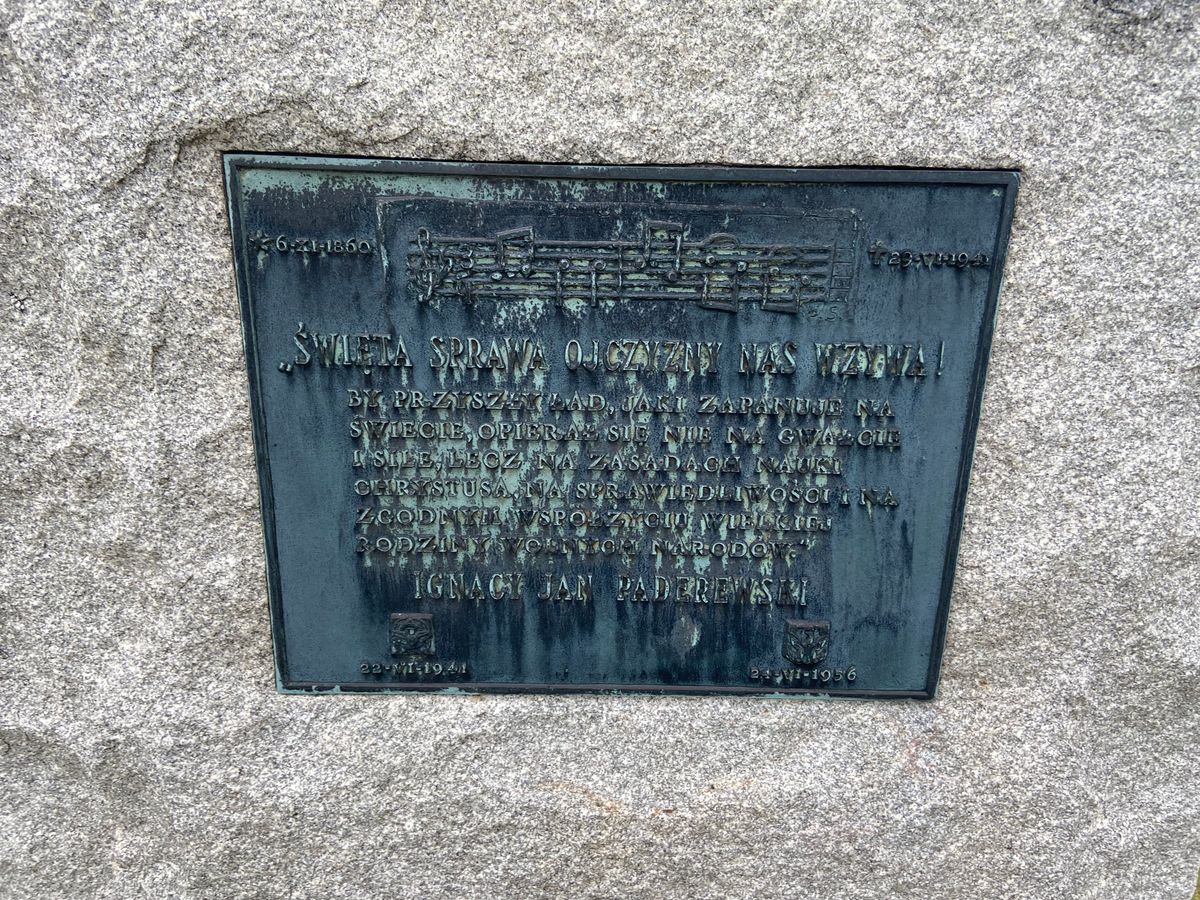 6·XI·1860
† 29·VI·1941
„ŚWIĘTA SPRAWA OJCZYZNY NAS WZYWA!
BY PRZYSZŁY ŁAD, JAKI ZAPANUJE NA
ŚWIECIE, OPIERAŁ SIĘ NIE NA GWAŁCIE
I SILE, LECZ NA ZASADACH NAUKI
CHRYSTUSA, NA SPRAWIEDLIWOŚCI I NA
ZGODNYM WSPÓŁŻYCIU WIELKIEJ
RODZINY WOLNYCH NARODÓW.”
IGNACY JAN PADEREWSKI
22·VI·1941
24·VI·1956